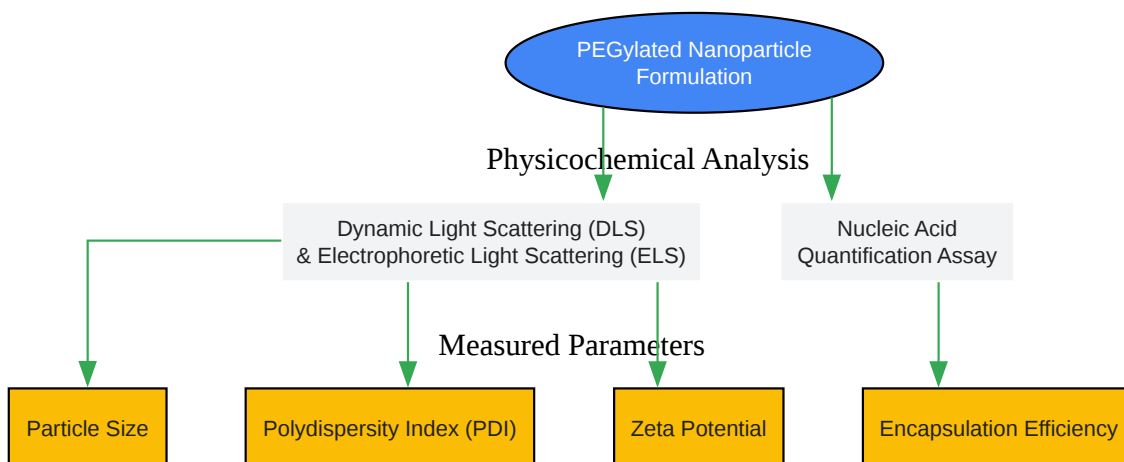 PEGylated Nanoparticle
Formulation
Physicochemical Analysis
Dynamic Light Scattering (DLS)
& Electrophoretic Light Scattering (ELS)
Nucleic Acid
Quantification Assay
Measured Parameters
Particle Size
Polydispersity Index (PDI)
Zeta Potential
Encapsulation Efficiency